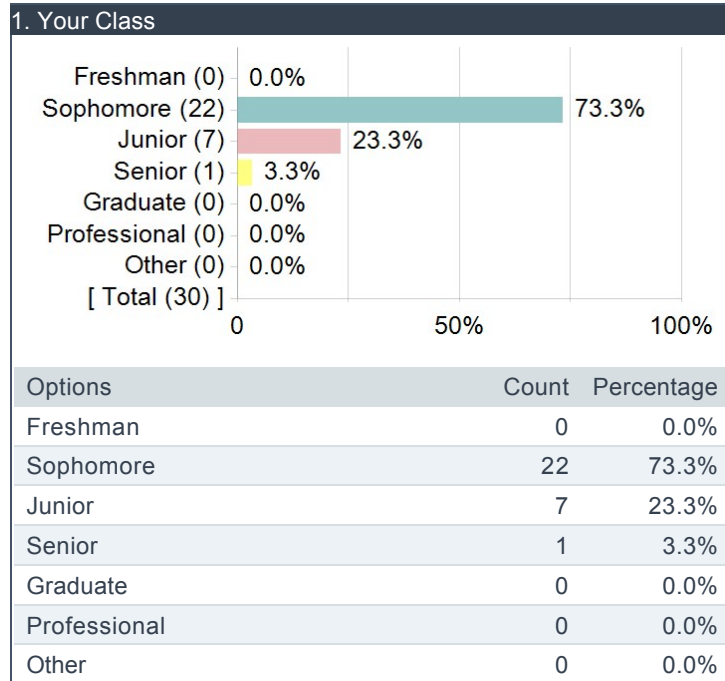 1. Your Class
Freshman (0) 0.0%
Sophomore (22) 73.3%
Junior (7) 23.3%
Senior (1) 3.3%
Graduate (0) 0.0%
Professional (0) 0.0%
Other (0) 0.0%
[ Total (30) ]
0 50% 100%
Options Count Percentage
Freshman 0 0.0%
Sophomore 22 73.3%
Junior 7 23.3%
Senior 1 3.3%
Graduate 0 0.0%
Professional 0 0.0%
Other 0 0.0%